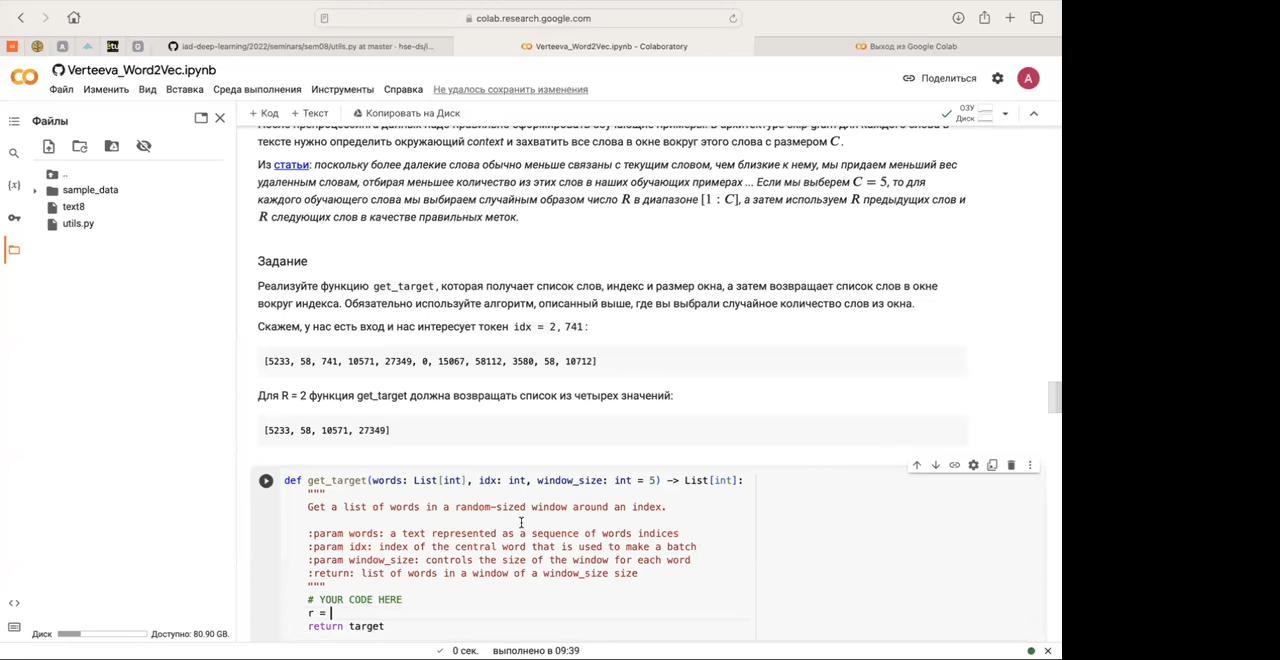 colab.research.google.com
iad-deep-learning/2022/seminars/sem08/utils.py at master · hse-ds/i...
Verteeva_Word2Vec.ipynb - Colaboratory
Выход из Google Colab
Verteeva_Word2Vec.ipynb
Файл Изменить Вид Вставка Среда выполнения Инструменты Справка Не удалось сохранить изменения
Поделиться
A
Файлы
+ Код + Текст Копировать на Диск
ОЗУ
Диск
..
sample_data
text8
utils.py
тексте нужно определить окружающий context и захватить все слова в окне вокруг этого слова с размером C.
Из статьи: поскольку более далекие слова обычно меньше связаны с текущим словом, чем близкие к нему, мы придаем меньший вес
удаленным словам, отбирая меньшее количество из этих слов в наших обучающих примерах ... Если мы выберем C = 5, то для
каждого обучающего слова мы выбираем случайным образом число R в диапазоне [1 : C], а затем используем R предыдущих слов и
R следующих слов в качестве правильных меток.
Задание
Реализуйте функцию get_target, которая получает список слов, индекс и размер окна, а затем возвращает список слов в окне
вокруг индекса. Обязательно используйте алгоритм, описанный выше, где вы выбрали случайное количество слов из окна.
Скажем, у нас есть вход и нас интересует токен idx = 2, 741:
[5233, 58, 741, 10571, 27349, 0, 15067, 58112, 3580, 58, 10712]
Для R = 2 функция get_target должна возвращать список из четырех значений:
[5233, 58, 10571, 27349]
def get_target(words: List[int], idx: int, window_size: int = 5) -> List[int]:
"""
Get a list of words in a random-sized window around an index.
:param words: a text represented as a sequence of words indices
:param idx: index of the central word that is used to make a batch
:param window_size: controls the size of the window for each word
:return: list of words in a window of a window_size size
"""
# YOUR CODE HERE
r =
return target
Диск Доступно: 80.90 GB.
0 сек. выполнено в 09:39